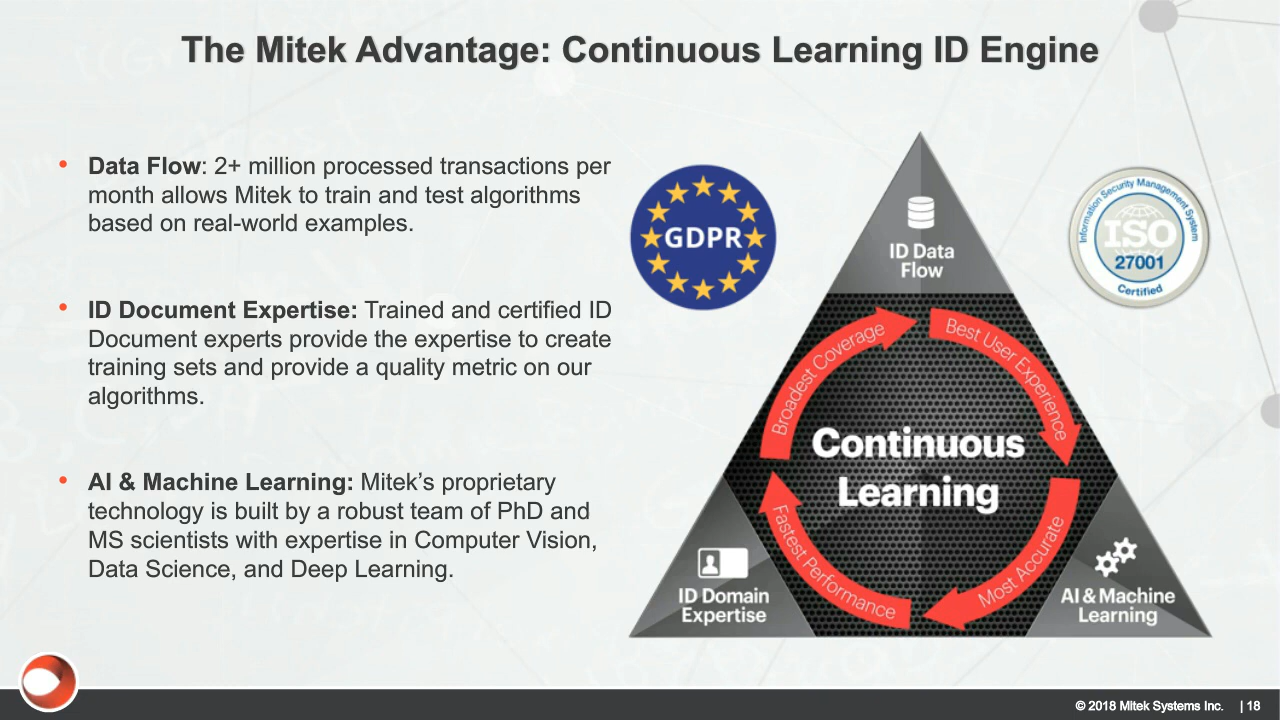 The Mitek Advantage: Continuous Learning ID Engine
• Data Flow: 2+ million processed transactions per
month allows Mitek to train and test algorithms
based on real-world examples.
• ID Document Expertise: Trained and certified ID
Document experts provide the expertise to create
training sets and provide a quality metric on our
algorithms.
• AI & Machine Learning: Mitek’s proprietary
technology is built by a robust team of PhD and
MS scientists with expertise in Computer Vision,
Data Science, and Deep Learning.
GDPR
ID Data
Flow
Information Security Management System
ISO
27001
Certified
Broadest Coverage
Best User Experience
Continuous
Learning
Fastest Performance
Most Accurate
ID Domain
Expertise
AI & Machine
Learning
© 2018 Mitek Systems Inc. | 18